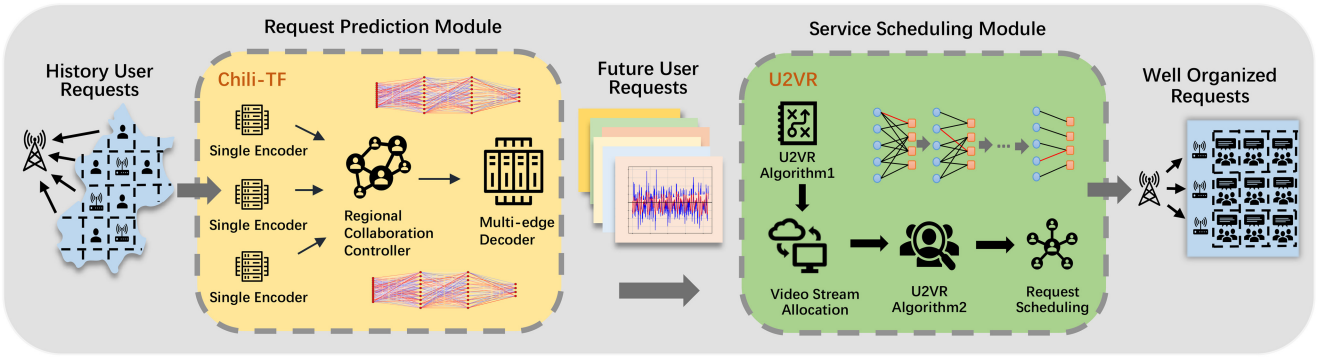 Request Prediction Module
Service Scheduling Module
History User
Requests
Chili-TF
Single Encoder
Single Encoder
Single Encoder
Regional
Collaboration
Controller
Multi-edge
Decoder
Future User
Requests
U2VR
U2VR
Algorithm1
...
Video Stream
Allocation
U2VR
Algorithm2
Request
Scheduling
Well Organized
Requests